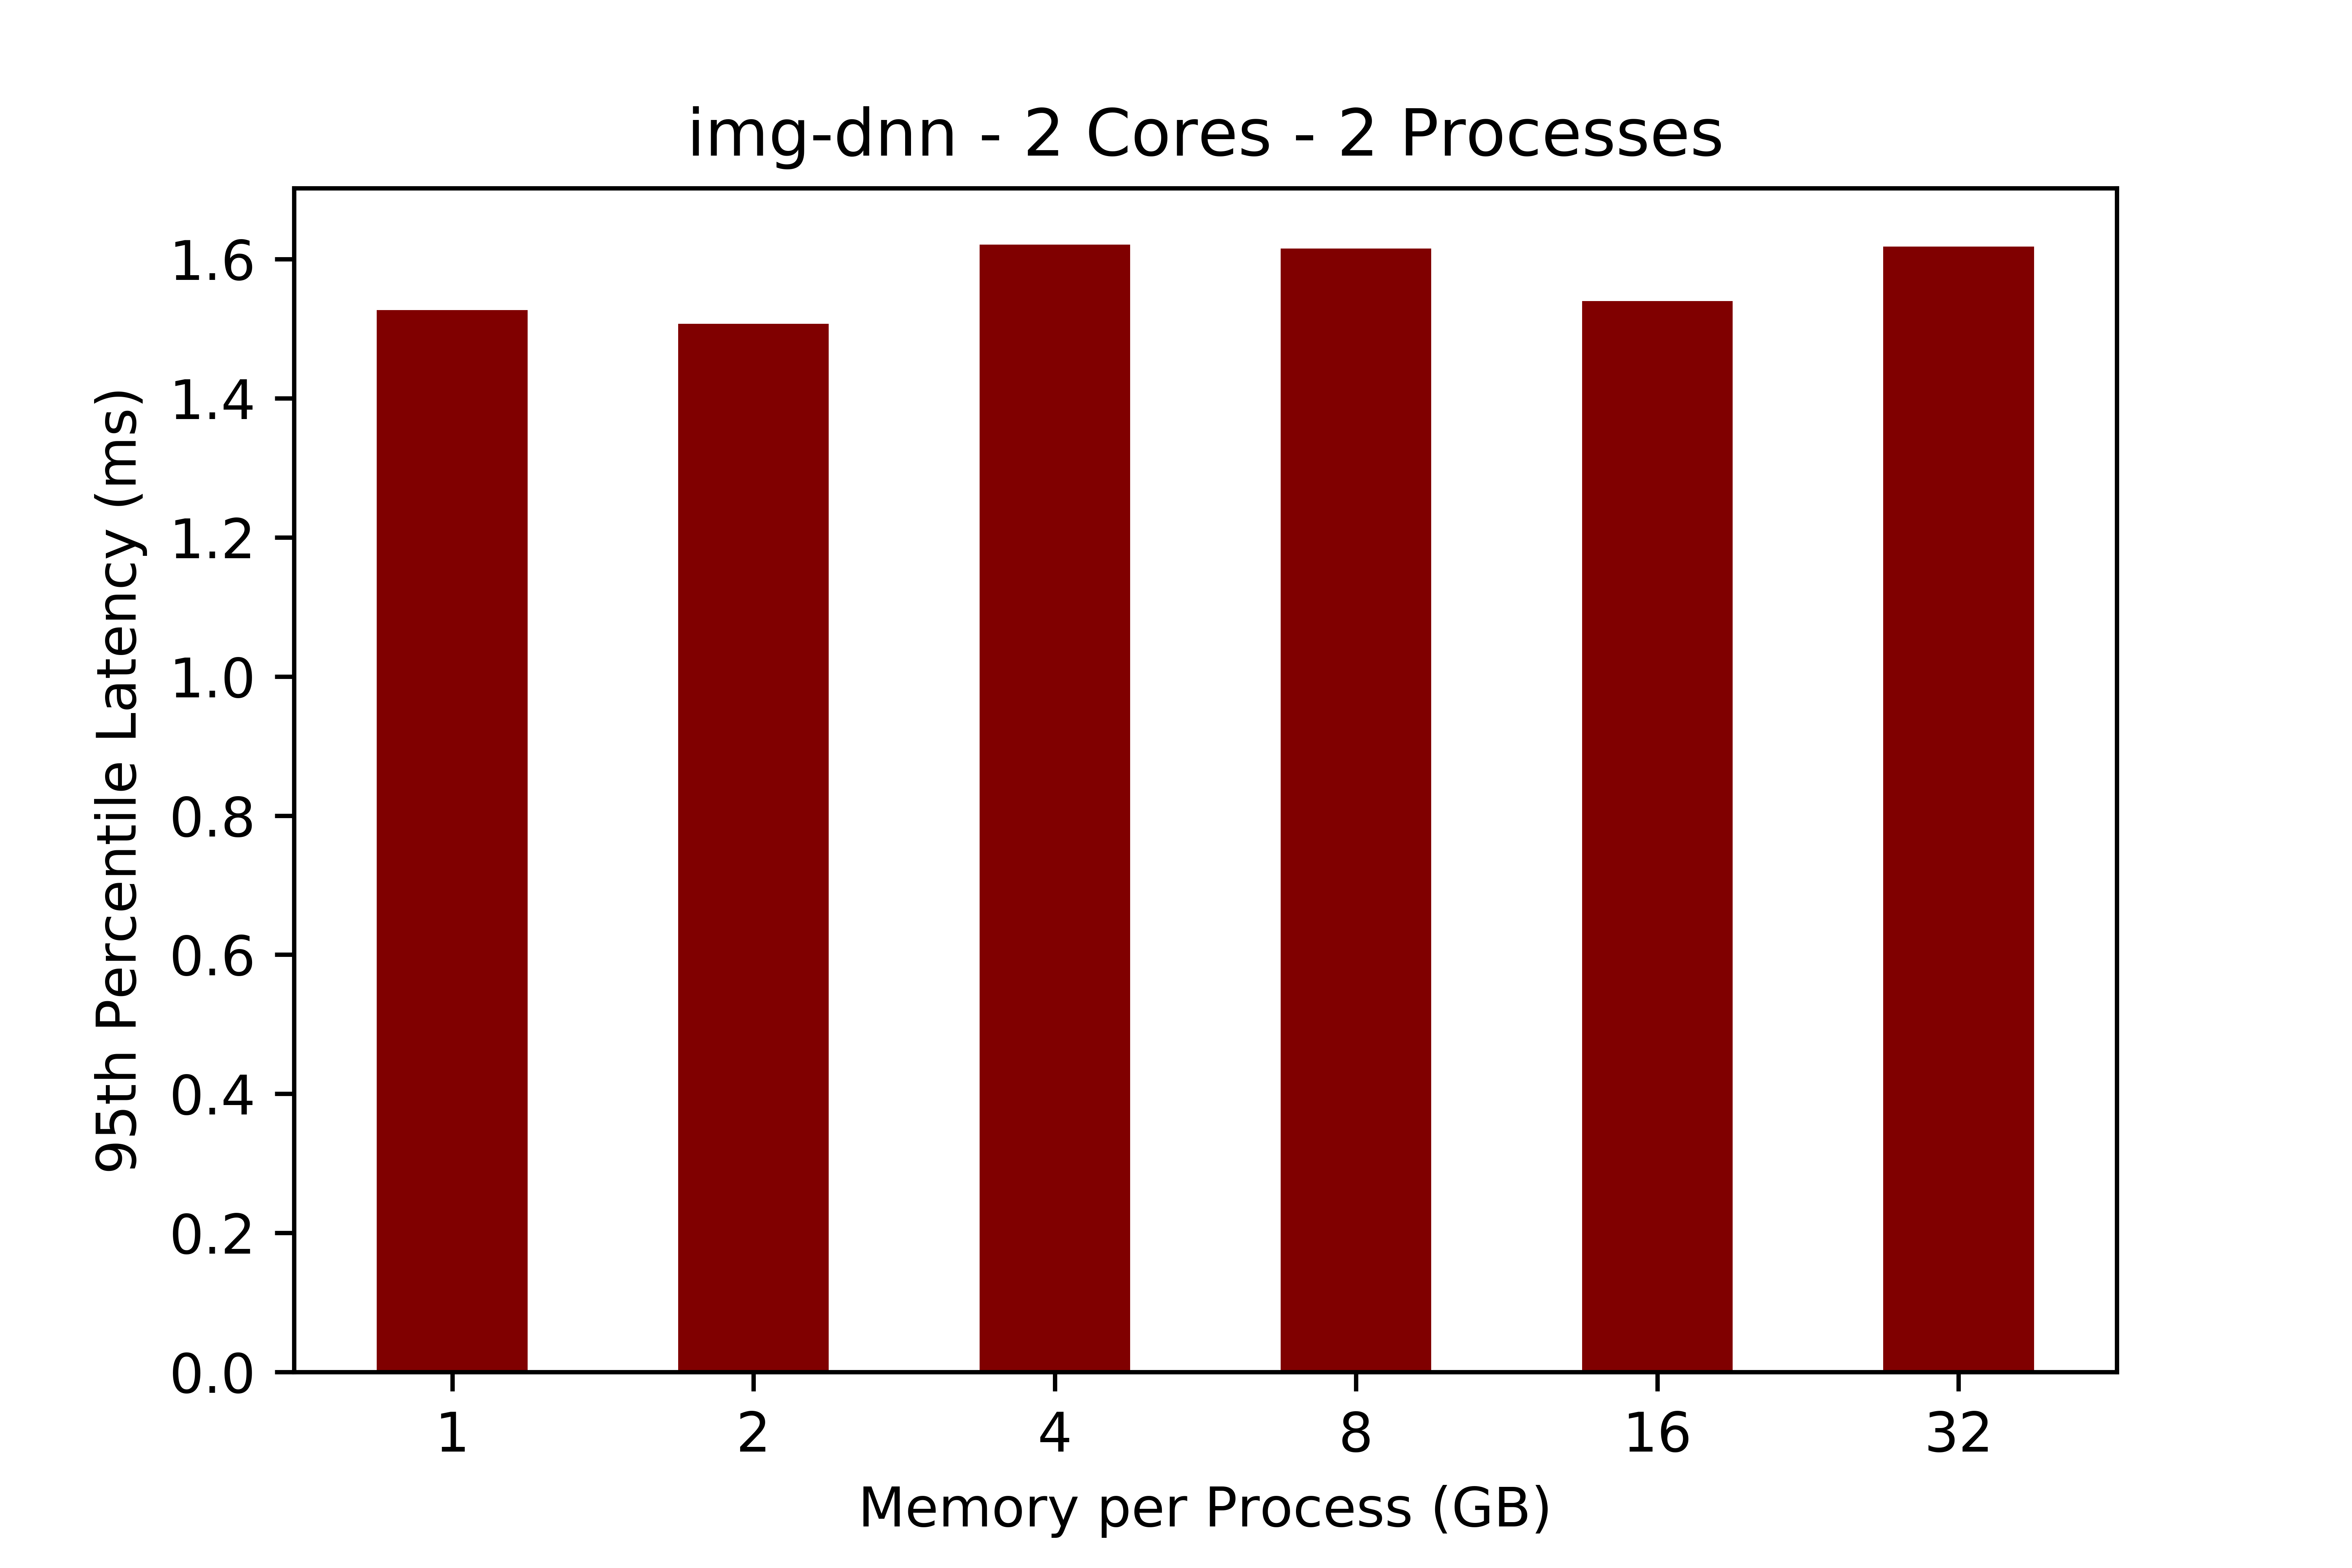 img-dnn - 2 Cores - 2 Processes
95th Percentile Latency (ms)
1.6
1.4
1.2
1.0
0.8
0.6
0.4
0.2
0.0
1 2 4 8 16 32
Memory per Process (GB)